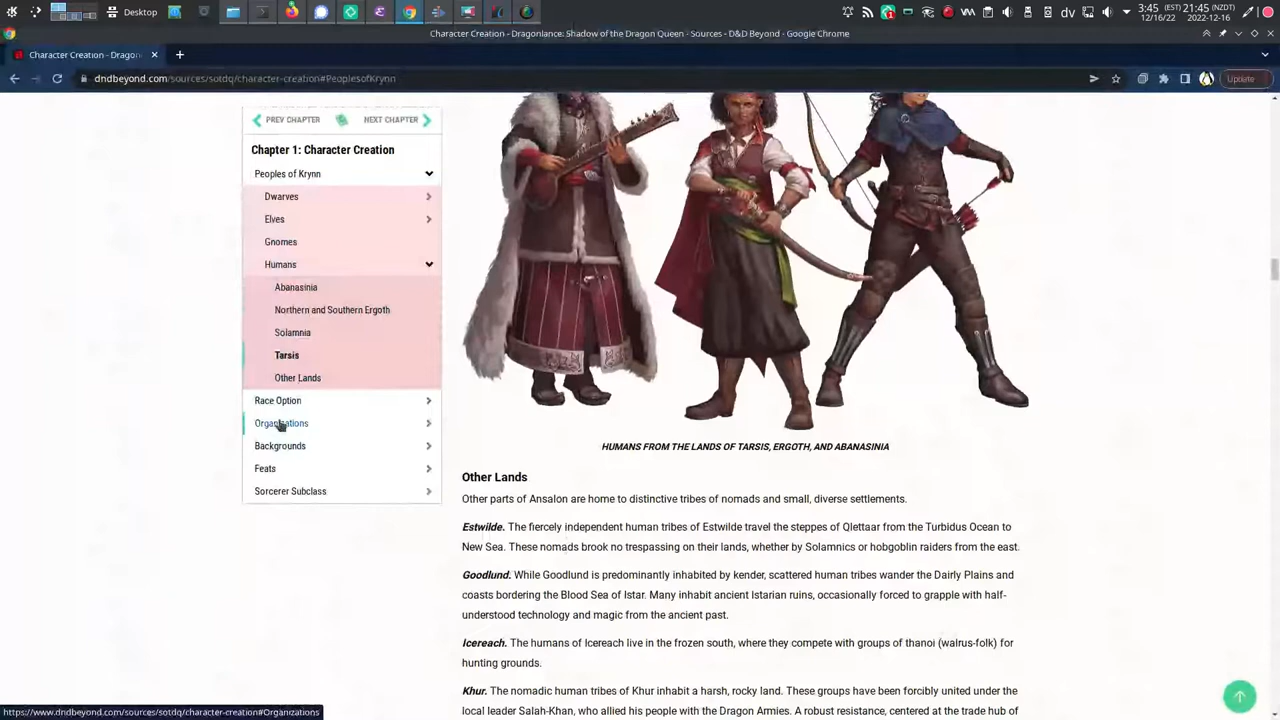 Desktop
21:45 (KST) 21:45 (NZDT)
12/16/22 2022-12-16
Character Creation - Dragonlance: Shadow of the Dragon Queen - Sources - D&D Beyond - Google Chrome
Character Creation - Dragon
dndbeyond.com/sources/sotdq/character-creation#PeoplesofKrynn
Update
PREV CHAPTER NEXT CHAPTER
Chapter 1: Character Creation
Peoples of Krynn
Dwarves
Elves
Gnomes
Humans
Abanasinia
Northern and Southern Ergoth
Solamnia
Tarsis
Other Lands
Race Option
Organizations
Backgrounds
Feats
Sorcerer Subclass
HUMANS FROM THE LANDS OF TARSIS, ERGOTH, AND ABANASINIA
Other Lands
Other parts of Ansalon are home to distinctive tribes of nomads and small, diverse settlements.
Estwilde. The fiercely independent human tribes of Estwilde travel the steppes of Qlettaar from the Turbidus Ocean to
New Sea. These nomads brook no trespassing on their lands, whether by Solamnics or hobgoblin raiders from the east.
Goodlund. While Goodlund is predominantly inhabited by kender, scattered human tribes wander the Dairly Plains and
coasts bordering the Blood Sea of Istar. Many inhabit ancient Istarian ruins, occasionally forced to grapple with half-
understood technology and magic from the ancient past.
Icereach. The humans of Icereach live in the frozen south, where they compete with groups of thanoi (walrus-folk) for
hunting grounds.
Khur. The nomadic human tribes of Khur inhabit a harsh, rocky land. These groups have been forcibly united under the
local leader Salah-Khan, who allied his people with the Dragon Armies. A robust resistance, centered at the trade hub of
https://www.dndbeyond.com/sources/sotdq/character-creation#Organizations